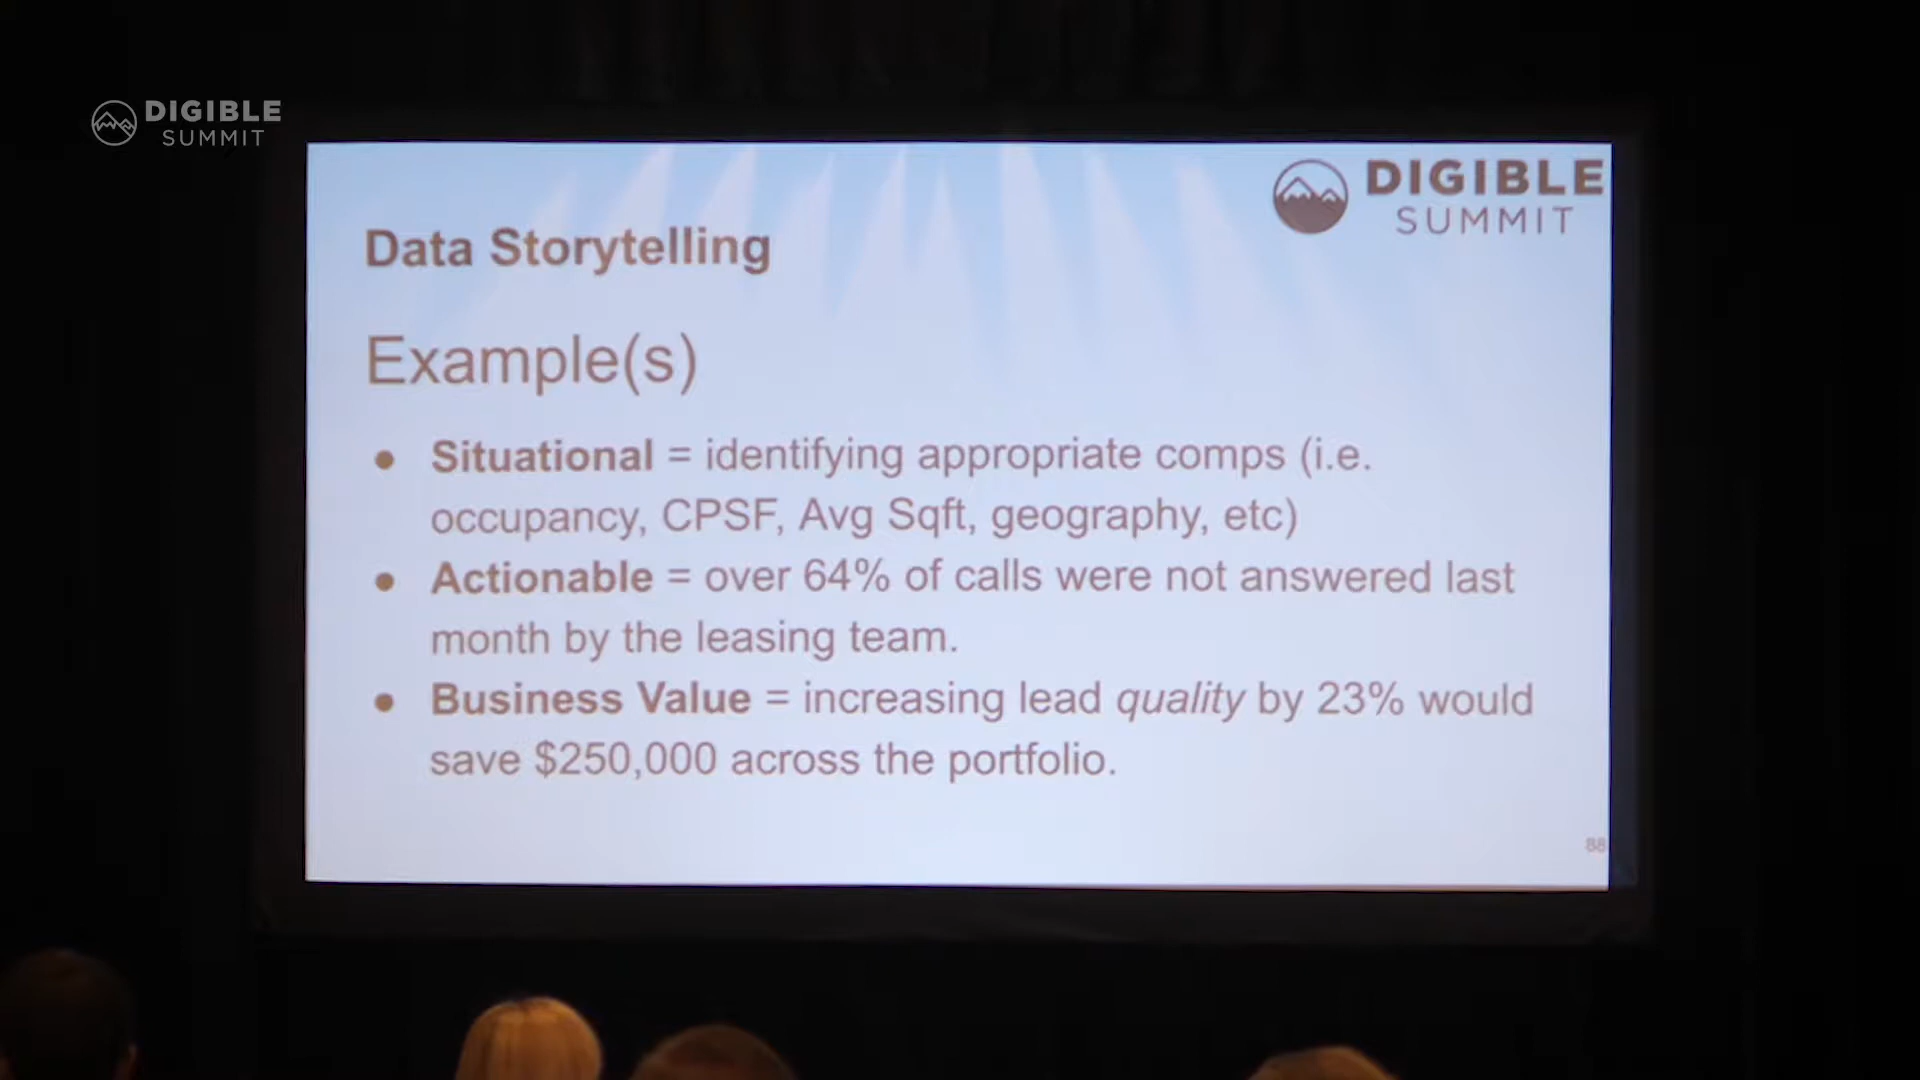 DIGIBLE
SUMMIT
DIGIBLE
SUMMIT
Data Storytelling
Example(s)
● Situational = identifying appropriate comps (i.e.
occupancy, CPSF, Avg Sqft, geography, etc)
● Actionable = over 64% of calls were not answered last
month by the leasing team.
● Business Value = increasing lead quality by 23% would
save $250,000 across the portfolio.
88